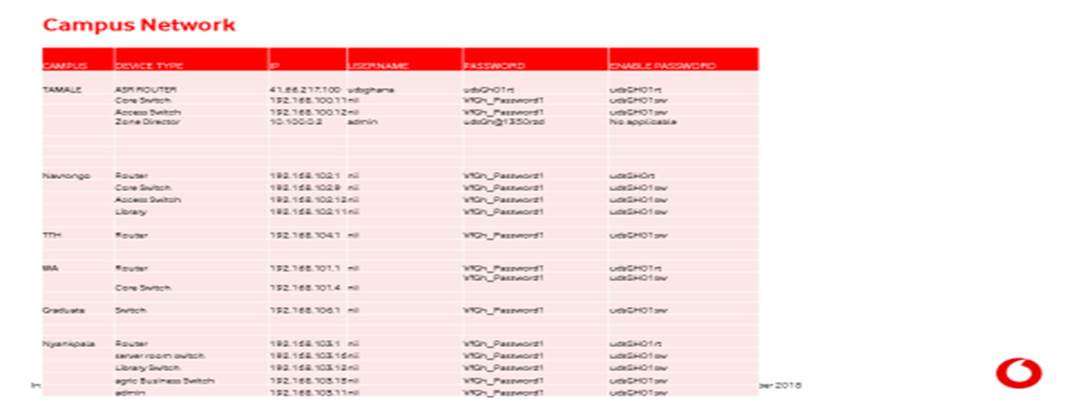 Campus Network
CAMPUS DEVICE TYPE IP USERNAME PASSWORD ENABLE PASSWORD
TAMALE ASR ROUTER 41.66.217.100 udsghana udsGh01rt udsGH01rt
Core Switch 192.168.100.11 nil VfGh_Password1 udsGH01sw
Access Switch 192.168.100.12 nil VfGh_Password1 udsGH01sw
Zone Director 10.100.0.2 admin No applicable
Navrongo Router 192.168.102.1 nil VfGh_Password1 udsGH0rt
Core Switch 192.168.102.9 nil VfGh_Password1 udsGH01sw
Access Switch 192.168.102.12 nil VfGh_Password1 udsGH01sw
Library 192.168.102.11 nil VfGh_Password1 udsGH01sw
TTH Router 192.168.104.1 nil VfGh_Password1 udsGH01sw
WA Router 192.168.101.1 nil VfGh_Password1 udsGH01rt
VfGh_Password1 udsGH01sw
Core Switch 192.168.101.4 nil
Graduate Switch 192.168.106.1 nil VfGh_Password1 udsGH01sw
Nyankpala Router 192.168.103.1 nil VfGh_Password1 udsGH01rt
server room switch 192.168.103.16 nil VfGh_Password1 udsGH01sw
Library Switch 192.168.103.12 nil VfGh_Password1 udsGH01sw
agric Business Switch 192.168.103.15 nil VfGh_Password1 udsGH01sw
admin 192.168.103.11 nil VfGh_Password1 udsGH01sw
ber 2018